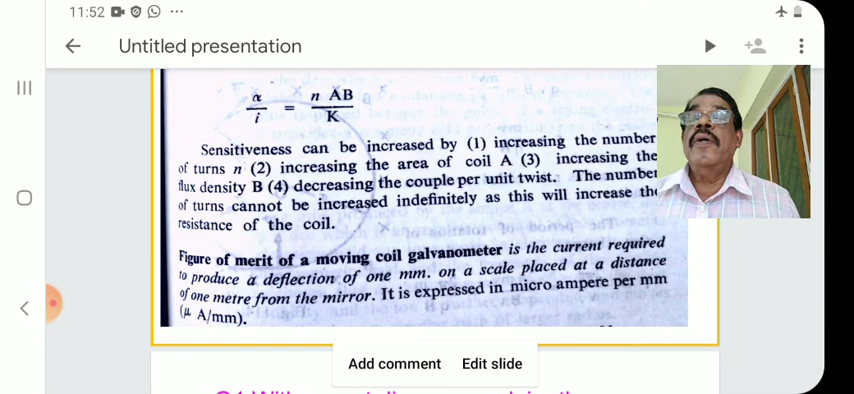 11:52
Untitled presentation
α/i = n AB/K
Sensitiveness can be increased by (1) increasing the number
of turns n (2) increasing the area of coil A (3) increasing the
flux density B (4) decreasing the couple per unit twist. The number
of turns cannot be increased indefinitely as this will increase the
resistance of the coil.
Figure of merit of a moving coil galvanometer is the current required
to produce a deflection of one mm. on a scale placed at a distance
of one metre from the mirror. It is expressed in micro ampere per mm
(μ A/mm).
Add comment Edit slide